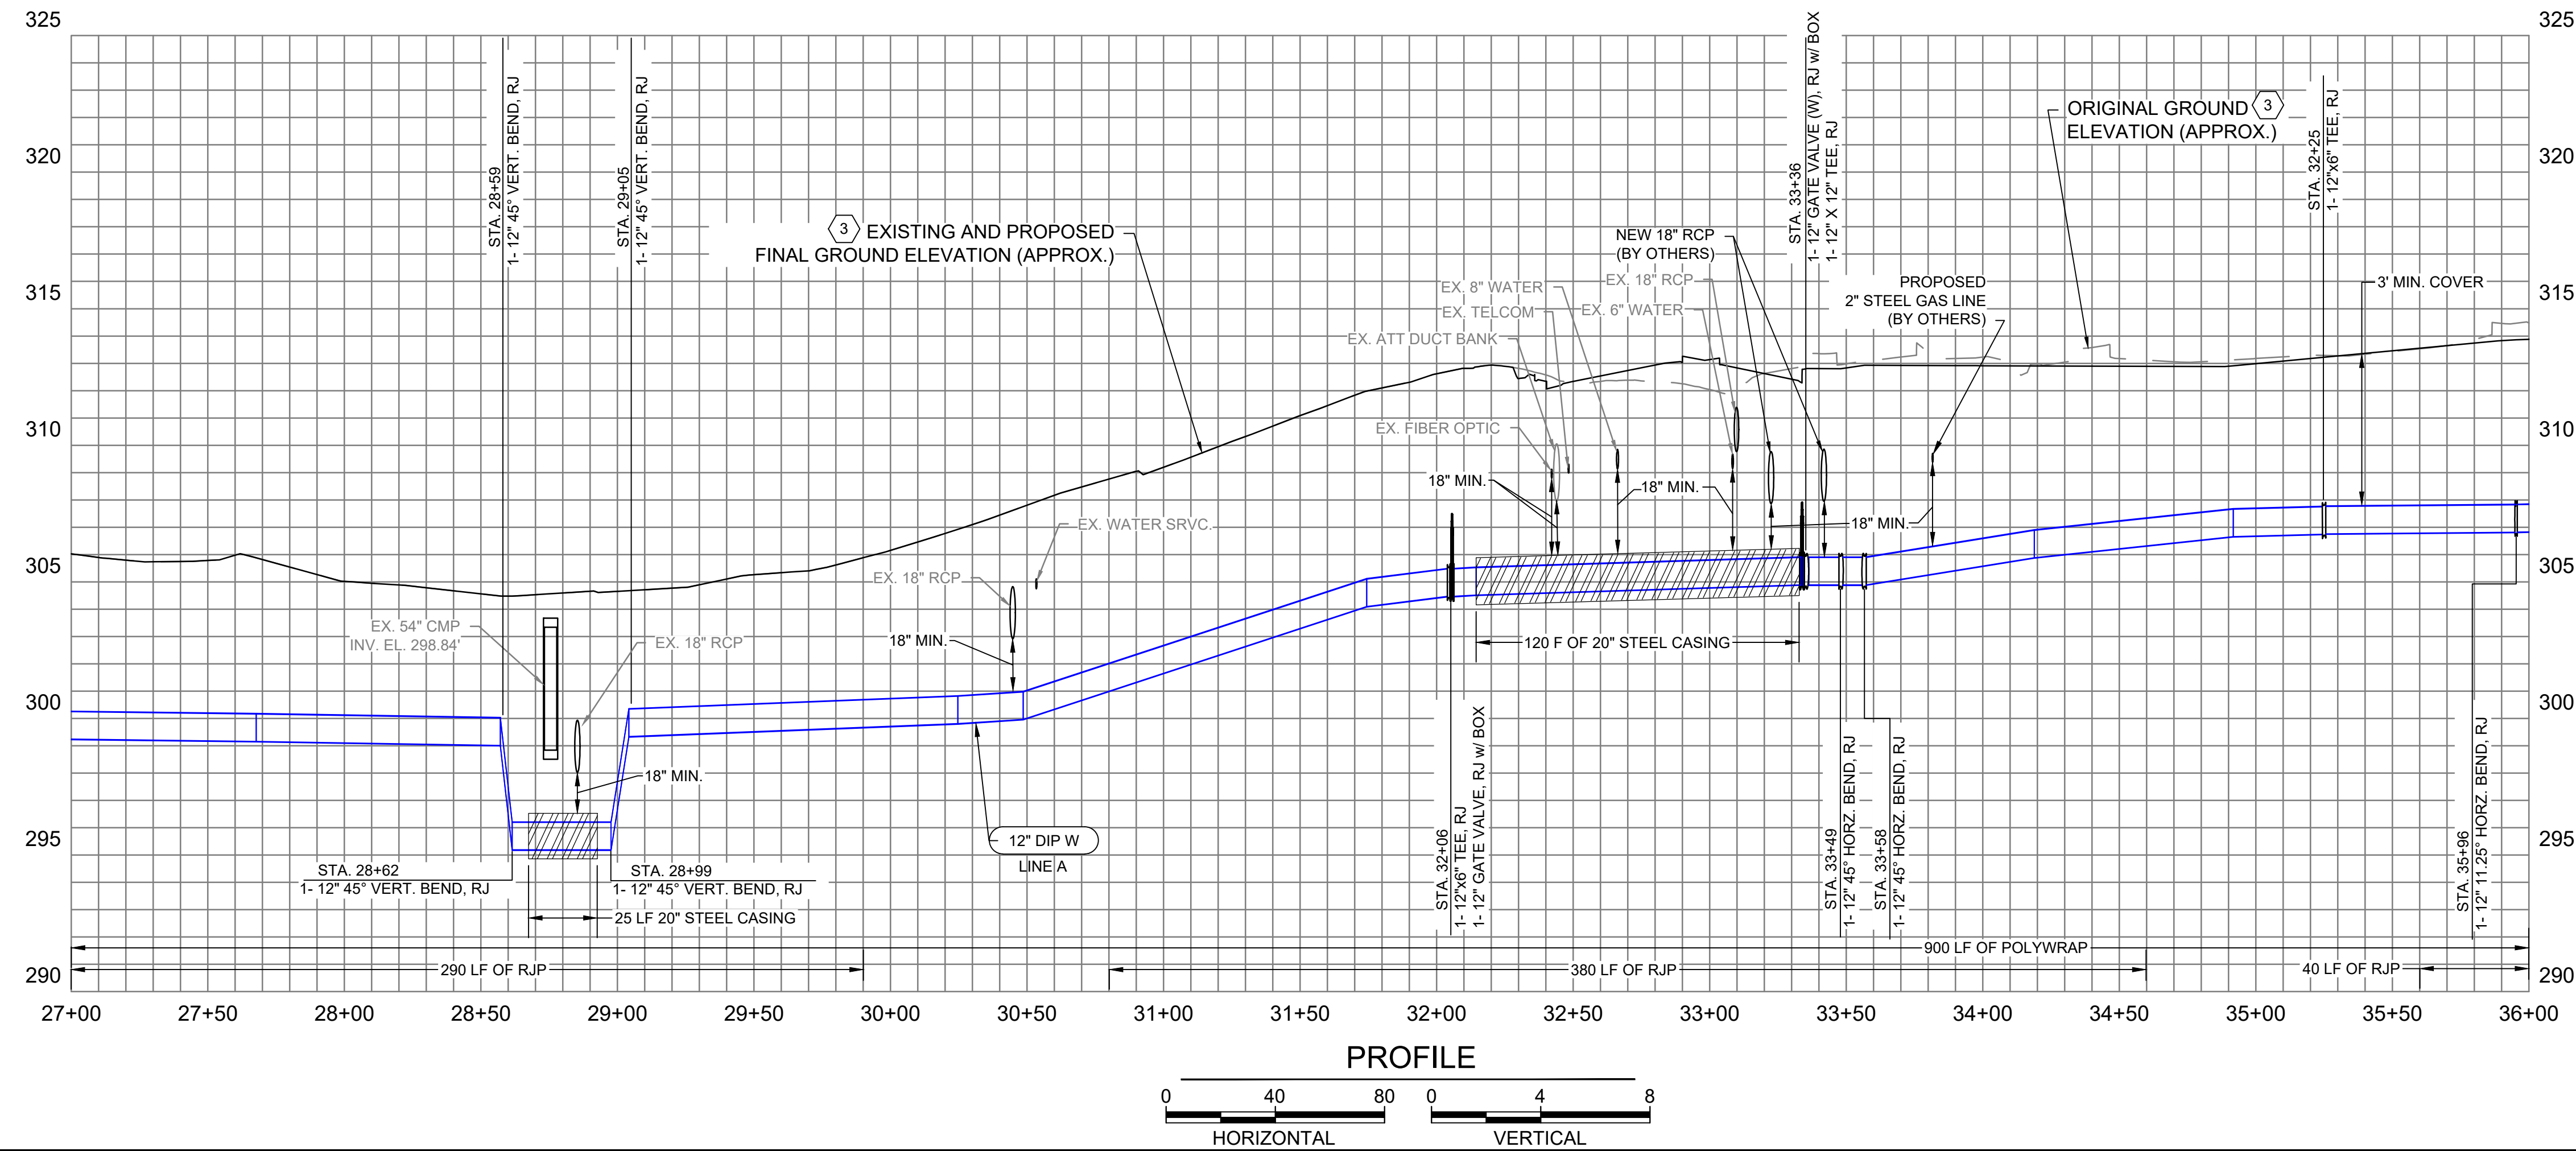 325
320
315
310
305
300
295
290
325
320
315
310
305
300
295
290
STA. 28+59
1- 12" 45° VERT. BEND, RJ
STA. 29+05
1- 12" 45° VERT. BEND, RJ
3 EXISTING AND PROPOSED
FINAL GROUND ELEVATION (APPROX.)
STA. 33+36
1- 12" GATE VALVE (W), RJ w/ BOX
1- 12" X 12" TEE, RJ
ORIGINAL GROUND 3
ELEVATION (APPROX.)
STA. 32+25
1- 12"x6" TEE, RJ
NEW 18" RCP
(BY OTHERS)
EX. 8" WATER
EX. 18" RCP
EX. TELCOM
EX. 6" WATER
EX. ATT DUCT BANK
PROPOSED
2" STEEL GAS LINE
(BY OTHERS)
3' MIN. COVER
EX. FIBER OPTIC
18" MIN.
18" MIN.
18" MIN.
EX. WATER SRVC.
EX. 18" RCP
18" MIN.
EX. 54" CMP
INV. EL. 298.84'
EX. 18" RCP
18" MIN.
120 F OF 20" STEEL CASING
12" DIP W
LINE A
STA. 28+62
1- 12" 45° VERT. BEND, RJ
STA. 28+99
1- 12" 45° VERT. BEND, RJ
25 LF 20" STEEL CASING
STA. 32+06
1- 12"x6" TEE, RJ
1- 12" GATE VALVE, RJ w/ BOX
STA. 33+49
1- 12" 45° HORZ. BEND, RJ
STA. 33+58
1- 12" 45° HORZ. BEND, RJ
STA. 35+96
1- 12" 11.25° HORZ. BEND, RJ
900 LF OF POLYWRAP
290 LF OF RJP
380 LF OF RJP
40 LF OF RJP
27+00 27+50 28+00 28+50 29+00 29+50 30+00 30+50 31+00 31+50 32+00 32+50 33+00 33+50 34+00 34+50 35+00 35+50 36+00
PROFILE
0 40 80
HORIZONTAL
0 4 8
VERTICAL